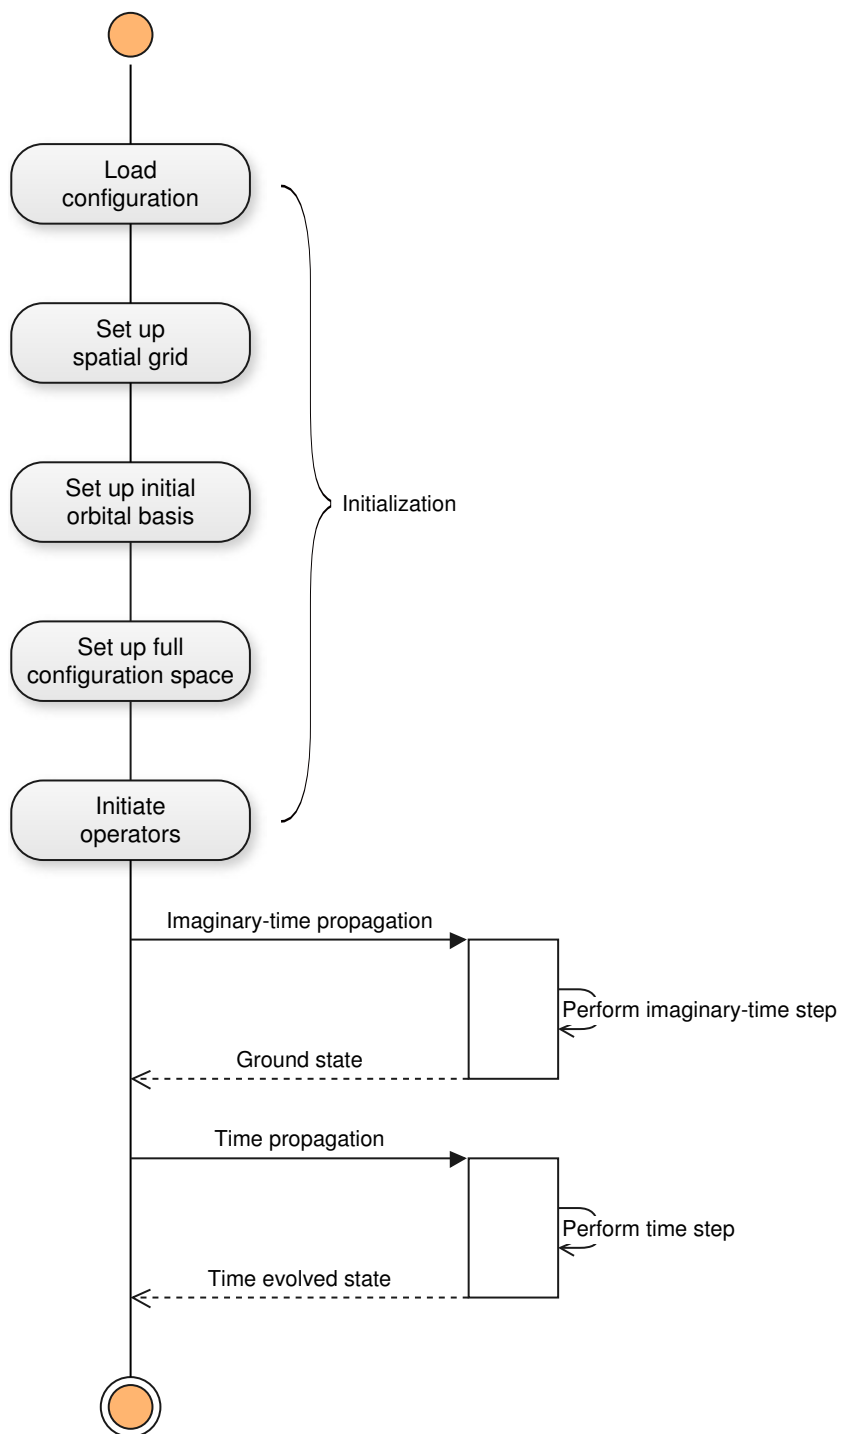 Load
configuration
Set up
spatial grid
Set up initial
orbital basis
Initialization
Set up full
configuration space
Initiate
operators
Imaginary-time propagation
Perform imaginary-time step
Ground state
Time propagation
Perform time step
Time evolved state